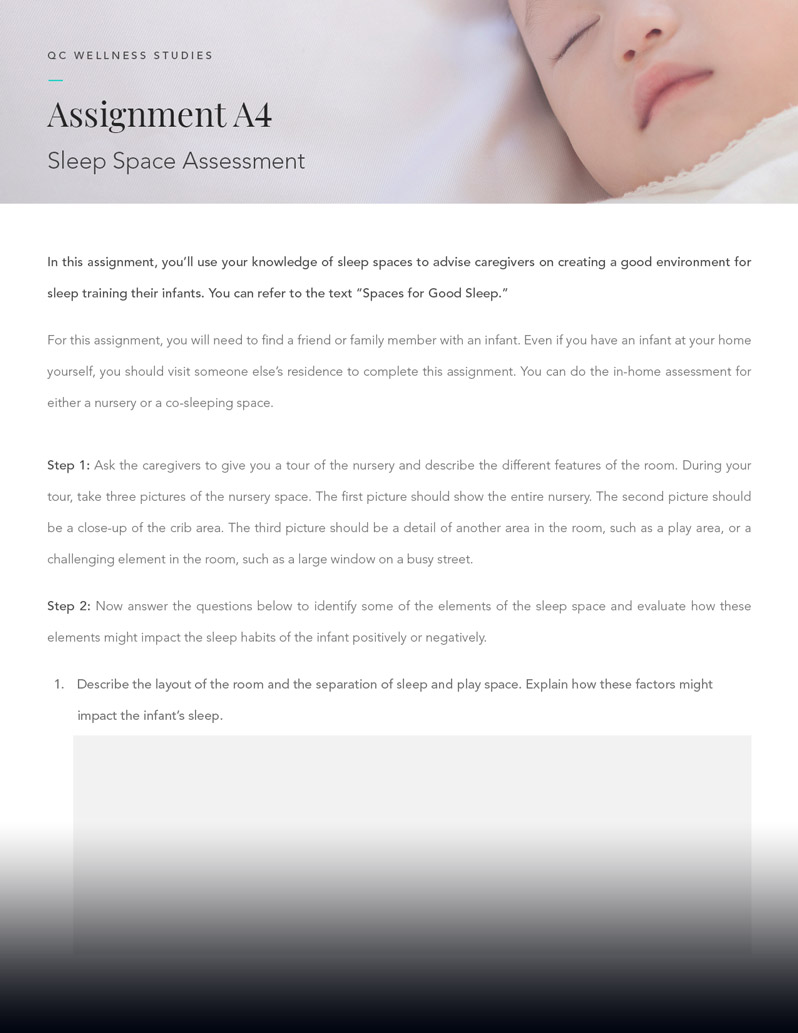 QC WELLNESS STUDIES
Assignment A4
Sleep Space Assessment
In this assignment, you’ll use your knowledge of sleep spaces to advise caregivers on creating a good environment for
sleep training their infants. You can refer to the text “Spaces for Good Sleep.”
For this assignment, you will need to find a friend or family member with an infant. Even if you have an infant at your home
yourself, you should visit someone else’s residence to complete this assignment. You can do the in-home assessment for
either a nursery or a co-sleeping space.
Step 1: Ask the caregivers to give you a tour of the nursery and describe the different features of the room. During your
tour, take three pictures of the nursery space. The first picture should show the entire nursery. The second picture should
be a close-up of the crib area. The third picture should be a detail of another area in the room, such as a play area, or a
challenging element in the room, such as a large window on a busy street.
Step 2: Now answer the questions below to identify some of the elements of the sleep space and evaluate how these
elements might impact the sleep habits of the infant positively or negatively.
1. Describe the layout of the room and the separation of sleep and play space. Explain how these factors might
impact the infant’s sleep.